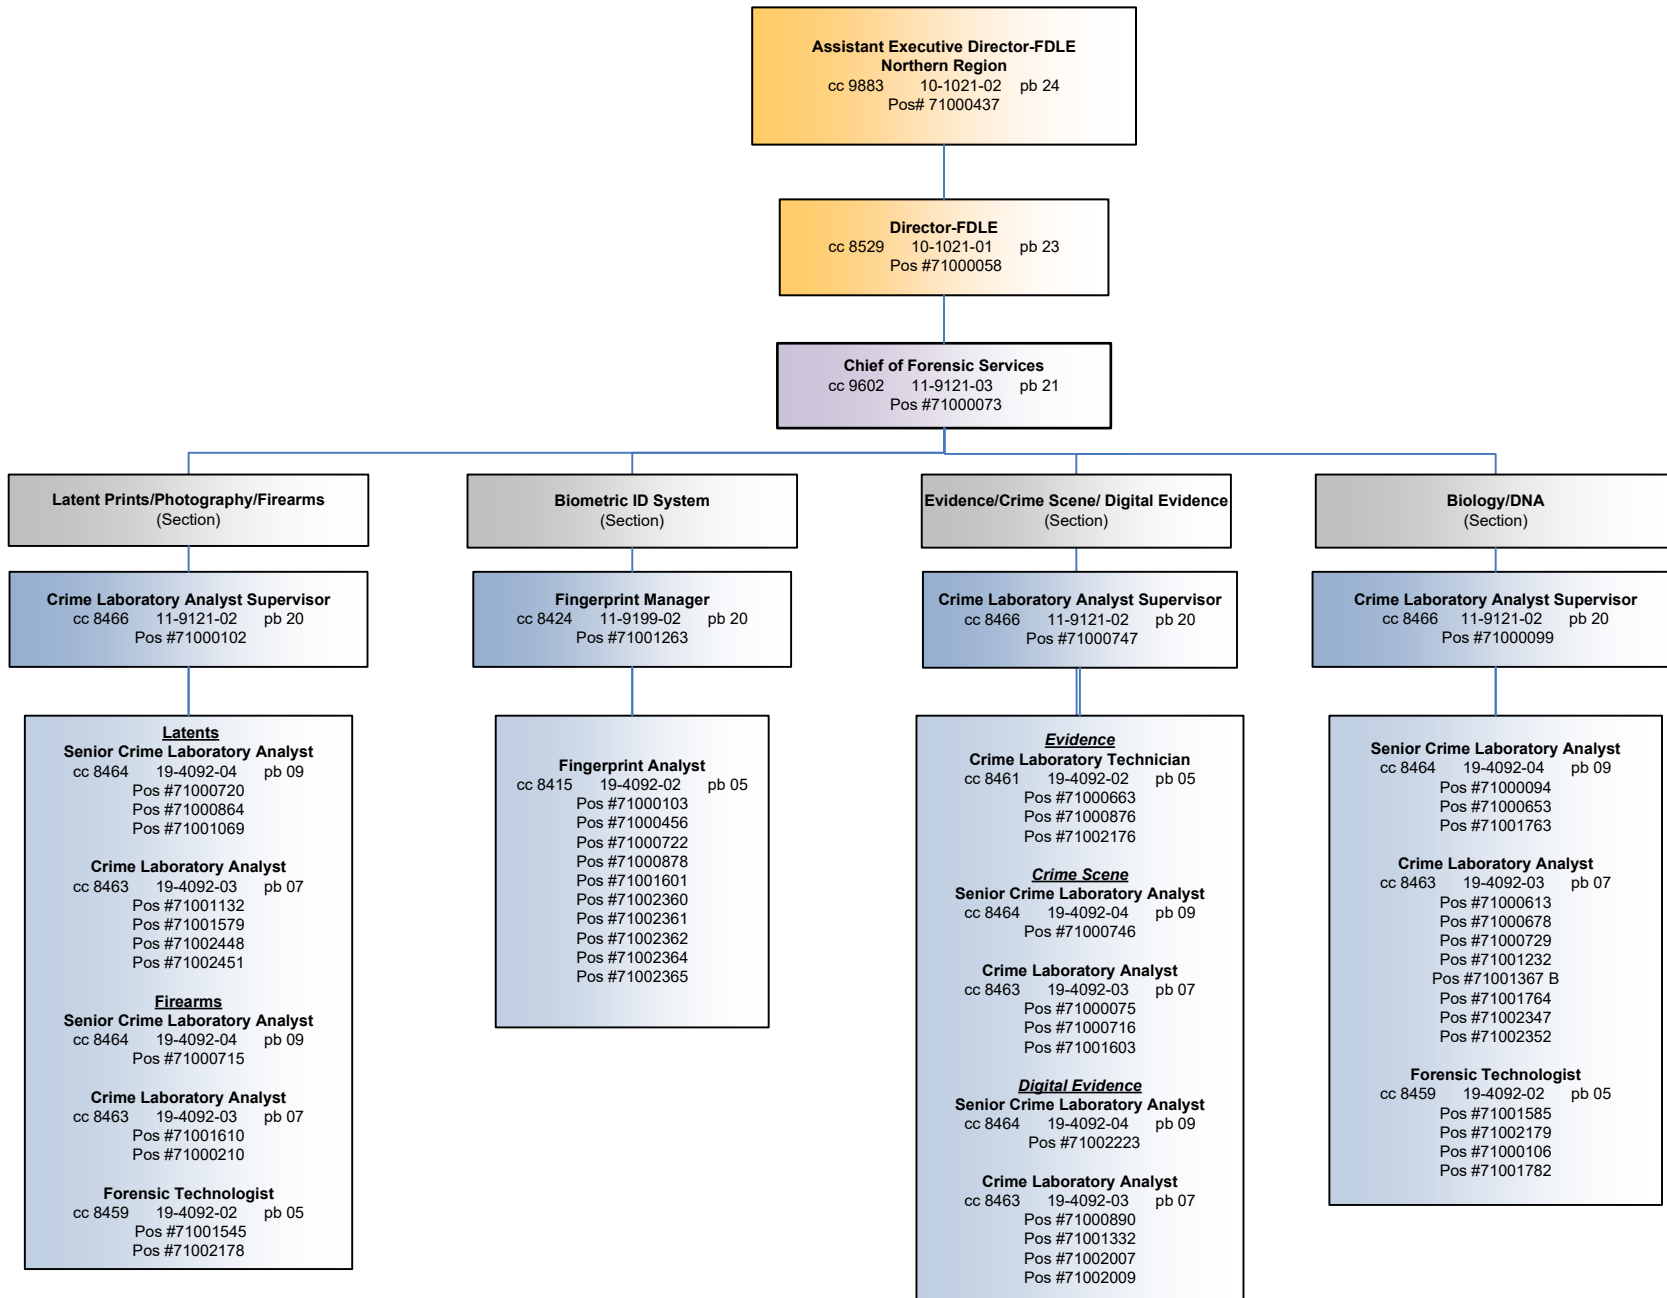 Assistant Executive Director-FDLE
Northern Region
cc 9883 10-1021-02 pb 24
Pos# 71000437
Director-FDLE
cc 8529 10-1021-01 pb 23
Pos #71000058
Chief of Forensic Services
cc 9602 11-9121-03 pb 21
Pos #71000073
Latent Prints/Photography/Firearms
(Section)
Crime Laboratory Analyst Supervisor
cc 8466 11-9121-02 pb 20
Pos #71000102
Latents
Senior Crime Laboratory Analyst
cc 8464 19-4092-04 pb 09
Pos #71000720
Pos #71000864
Pos #71001069
Crime Laboratory Analyst
cc 8463 19-4092-03 pb 07
Pos #71001132
Pos #71001579
Pos #71002448
Pos #71002451
Firearms
Senior Crime Laboratory Analyst
cc 8464 19-4092-04 pb 09
Pos #71000715
Crime Laboratory Analyst
cc 8463 19-4092-03 pb 07
Pos #71001610
Pos #71000210
Forensic Technologist
cc 8459 19-4092-02 pb 05
Pos #71001545
Pos #71002178
Biometric ID System
(Section)
Fingerprint Manager
cc 8424 11-9199-02 pb 20
Pos #71001263
Fingerprint Analyst
cc 8415 19-4092-02 pb 05
Pos #71000103
Pos #71000456
Pos #71000722
Pos #71000878
Pos #71001601
Pos #71002360
Pos #71002361
Pos #71002362
Pos #71002364
Pos #71002365
Evidence/Crime Scene/ Digital Evidence
(Section)
Crime Laboratory Analyst Supervisor
cc 8466 11-9121-02 pb 20
Pos #71000747
Evidence
Crime Laboratory Technician
cc 8461 19-4092-02 pb 05
Pos #71000663
Pos #71000876
Pos #71002176
Crime Scene
Senior Crime Laboratory Analyst
cc 8464 19-4092-04 pb 09
Pos #71000746
Crime Laboratory Analyst
cc 8463 19-4092-03 pb 07
Pos #71000075
Pos #71000716
Pos #71001603
Digital Evidence
Senior Crime Laboratory Analyst
cc 8464 19-4092-04 pb 09
Pos #71002223
Crime Laboratory Analyst
cc 8463 19-4092-03 pb 07
Pos #71000890
Pos #71001332
Pos #71002007
Pos #71002009
Biology/DNA
(Section)
Crime Laboratory Analyst Supervisor
cc 8466 11-9121-02 pb 20
Pos #71000099
Senior Crime Laboratory Analyst
cc 8464 19-4092-04 pb 09
Pos #71000094
Pos #71000653
Pos #71001763
Crime Laboratory Analyst
cc 8463 19-4092-03 pb 07
Pos #71000613
Pos #71000678
Pos #71000729
Pos #71001232
Pos #71001367 B
Pos #71001764
Pos #71002347
Pos #71002352
Forensic Technologist
cc 8459 19-4092-02 pb 05
Pos #71001585
Pos #71002179
Pos #71000106
Pos #71001782